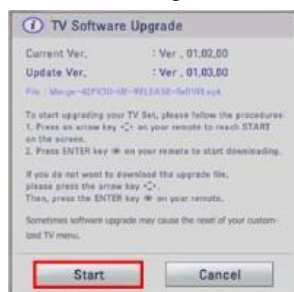 TV Software Upgrade
Current Ver. : Ver . 01,02,00
Update Ver. : Ver . 01,03,00
File :
To start upgrading your TV Set, please follow the procedures:
1. Press an arrow key on your remote to reach START
on the screen.
2. Press ENTER key on your remote to start downloading.
If you do not want to download the upgrade file,
please press the arrow key
Then, press the ENTER key on your remote.
Sometimes software upgrade may cause the reset of your custom-
ized TV menu.
Start Cancel